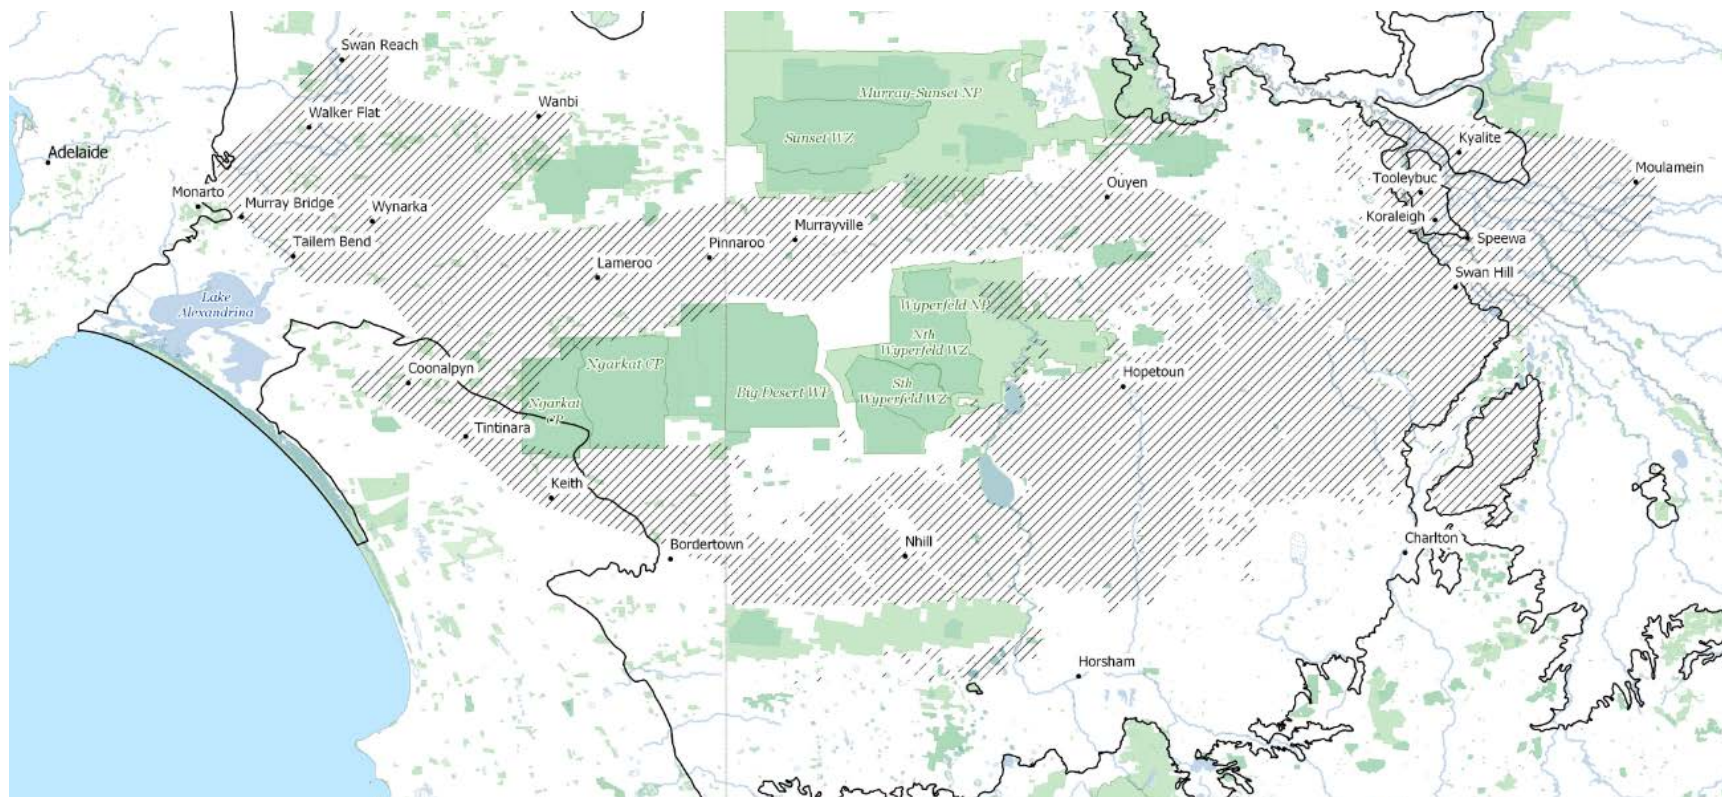 Swan Reach
Murray-Sunset NP
Wanbi
Walker Flat
Sunset WZ
Kyalite
Adelaide
Moulamein
Tooleybuc
Ouyen
Monarto
Murray Bridge
Wynarka
Koraleigh
Murrayville
Speewa
Tailem Bend
Pinnaroo
Lameroo
Swan Hill
Lake
Alexandrina
Wyperfeld NP
Nth
Wyperfeld WZ
Ngarkat CP
Coonalpyn
Hopetoun
Sth
Wyperfeld WZ
Big Desert WP
Ngarkat
CP
Tintinara
Keith
Charlton
Nhill
Bordertown
Horsham